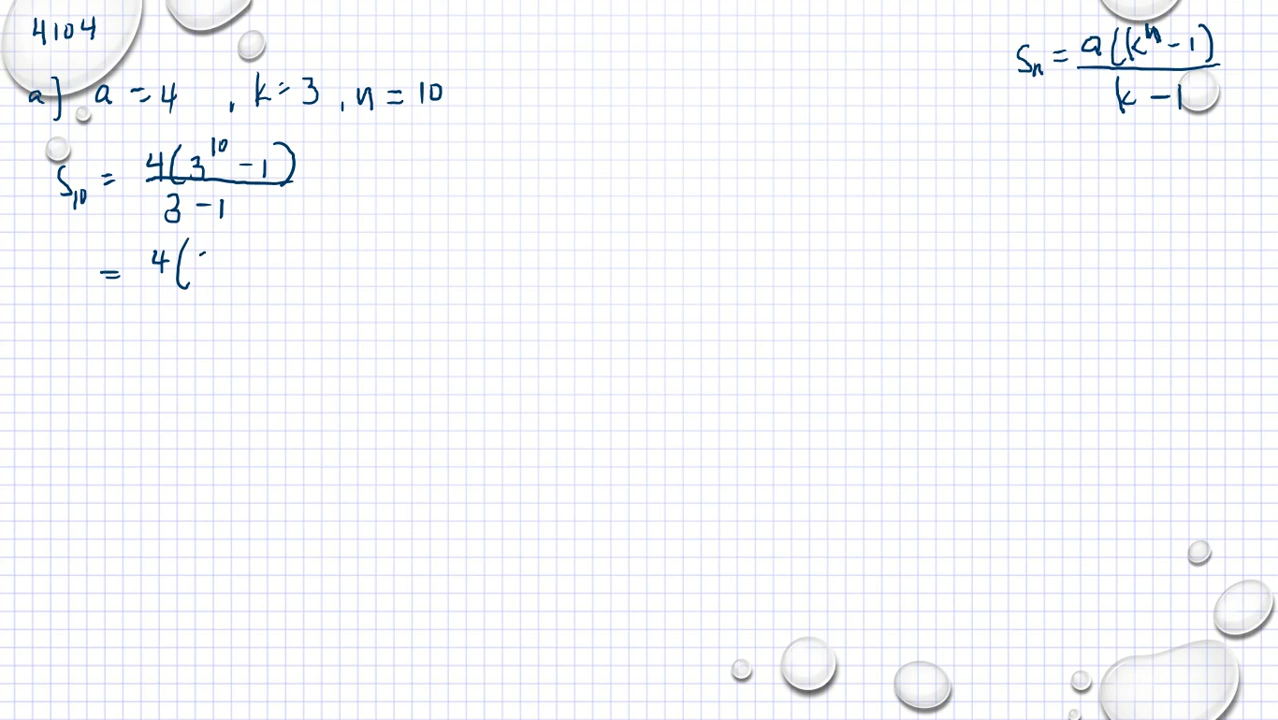 4104
Sₙ = a(kⁿ - 1)
k - 1
a] a = 4 , k = 3 , n = 10
S₁₀ = 4(3¹⁰ - 1)
3 - 1
= 4(